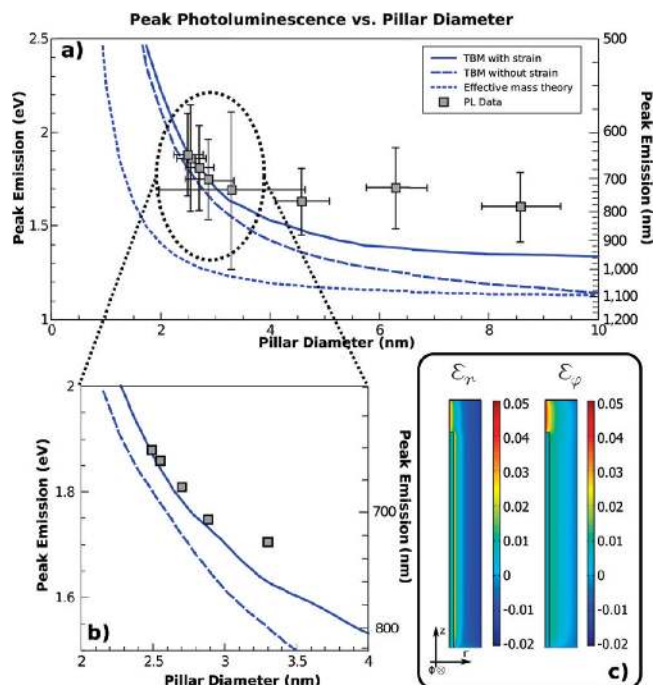 Peak Photoluminescence vs. Pillar Diameter
a)
TBM with strain
TBM without strain
Effective mass theory
PL Data
Peak Emission (eV)
2.5
2
1.5
1
Peak Emission (nm)
500
600
700
780
900
1,000
1,100
1,200
0
2
4
6
8
10
Pillar Diameter (nm)
b)
Peak Emission (eV)
2
1.8
1.6
Peak Emission (nm)
700
800
2
2.5
3
3.5
4
Pillar Diameter (nm)
c)
ℰr
0.05
0.04
0.03
0.02
0.01
0
-0.01
-0.02
ℰφ
0.05
0.04
0.03
0.02
0.01
0
-0.01
-0.02
z
Φ⊗ r